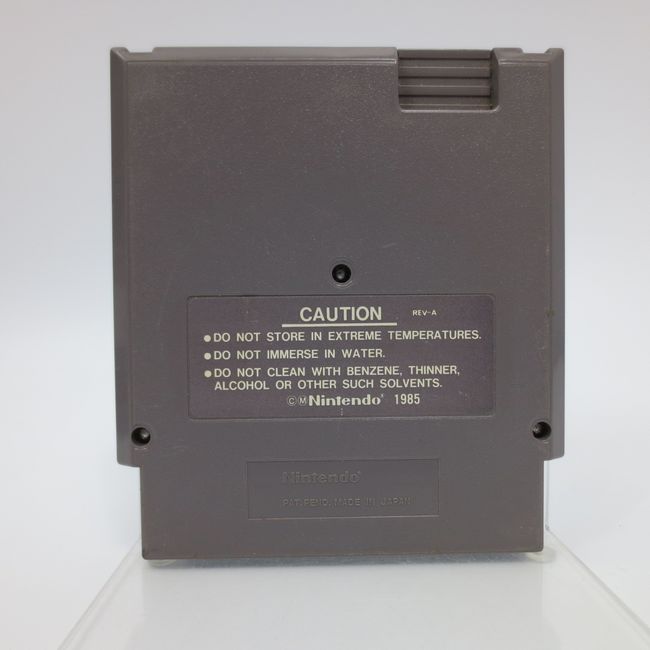 CAUTION REV-A
●DO NOT STORE IN EXTREME TEMPERATURES.
●DO NOT IMMERSE IN WATER.
●DO NOT CLEAN WITH BENZENE, THINNER,
ALCOHOL OR OTHER SUCH SOLVENTS.
©ⓂNintendo® 1985
Nintendo®
PAT. PEND. MADE IN JAPAN